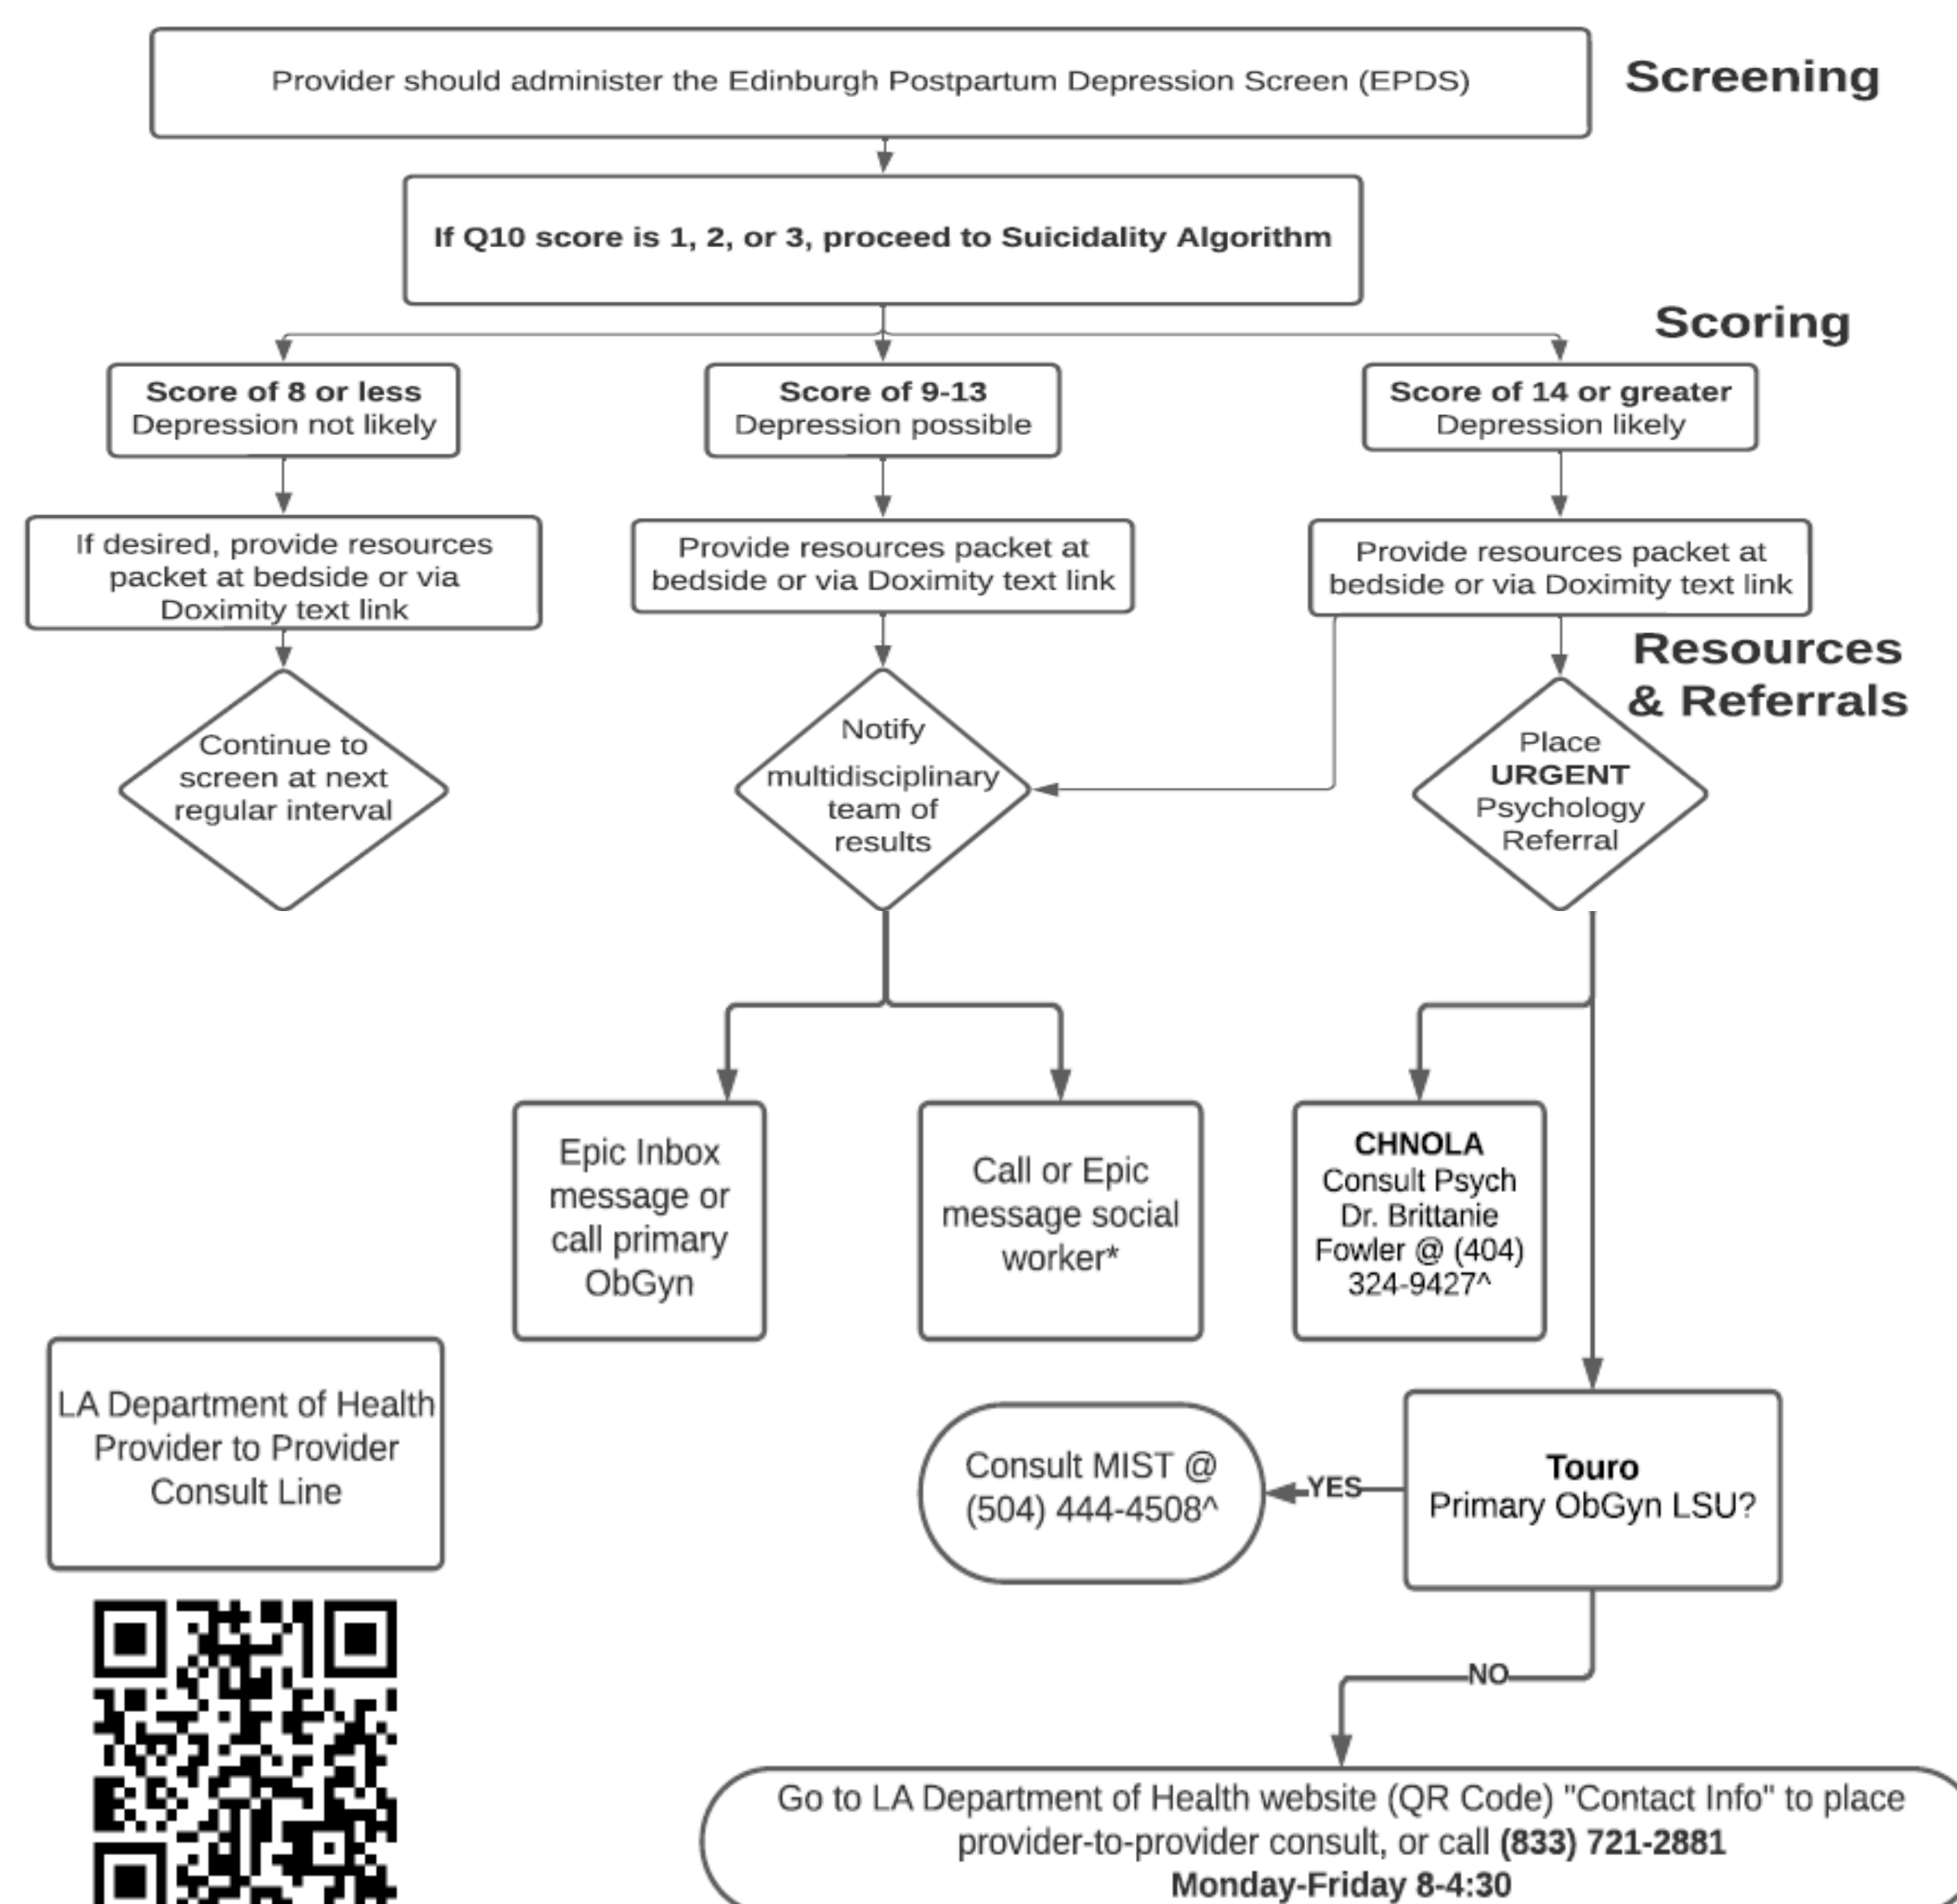 Provider should administer the Edinburgh Postpartum Depression Screen (EPDS)
Screening
If Q10 score is 1, 2, or 3, proceed to Suicidality Algorithm
Scoring
Score of 8 or less
Depression not likely
Score of 9-13
Depression possible
Score of 14 or greater
Depression likely
If desired, provide resources
packet at bedside or via
Doximity text link
Provide resources packet at
bedside or via Doximity text link
Provide resources packet at
bedside or via Doximity text link
Resources
& Referrals
Continue to
screen at next
regular interval
Notify
multidisciplinary
team of
results
Place
URGENT
Psychology
Referral
Epic Inbox
message or
call primary
ObGyn
Call or Epic
message social
worker*
CHNOLA
Consult Psych
Dr. Brittanie
Fowler @ (404)
324-9427^
LA Department of Health
Provider to Provider
Consult Line
Consult MIST @
(504) 444-4508^
YES
Touro
Primary ObGyn LSU?
NO
Go to LA Department of Health website (QR Code) "Contact Info" to place
provider-to-provider consult, or call (833) 721-2881
Monday-Friday 8-4:30